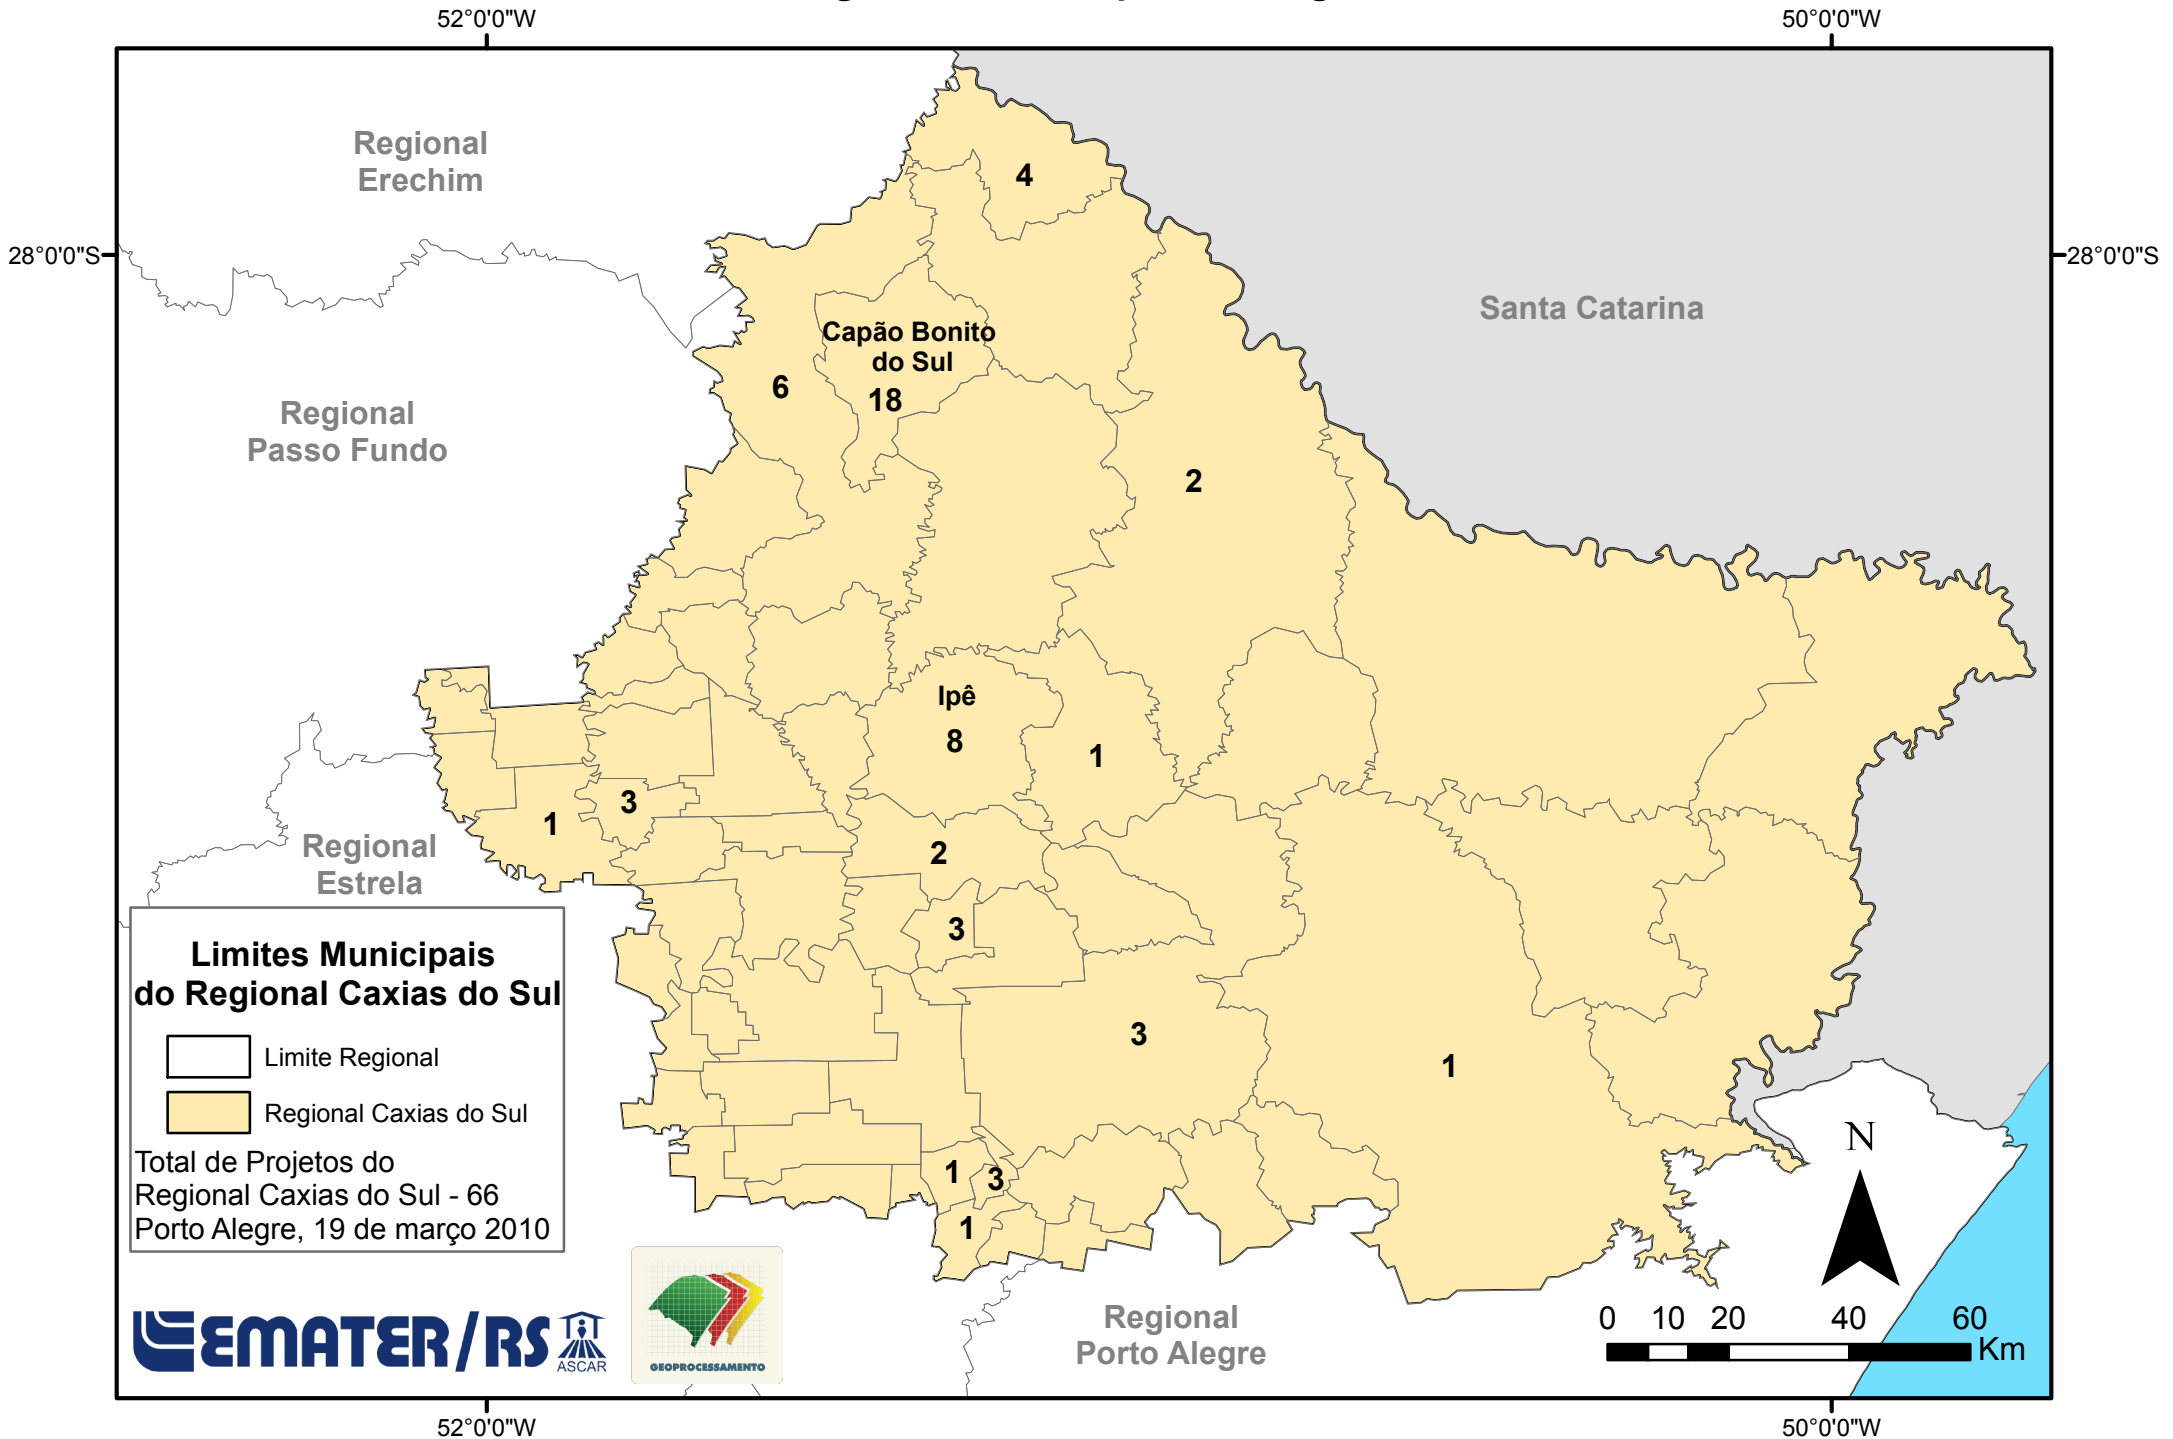 52°0'0"W
50°0'0"W
28°0'0"S
28°0'0"S
Regional
Erechim
4
Santa Catarina
Capão Bonito
do Sul
18
6
Regional
Passo Fundo
2
Ipê
8
1
3
1
2
Regional
Estrela
3
Limites Municipais
do Regional Caxias do Sul
Limite Regional
Regional Caxias do Sul
Total de Projetos do
Regional Caxias do Sul - 66
Porto Alegre, 19 de março 2010
3
1
1
3
1
N
Regional
Porto Alegre
0 10 20 40 60
Km
EMATER/RS
ASCAR
GEOPROCESSAMENTO
52°0'0"W
50°0'0"W